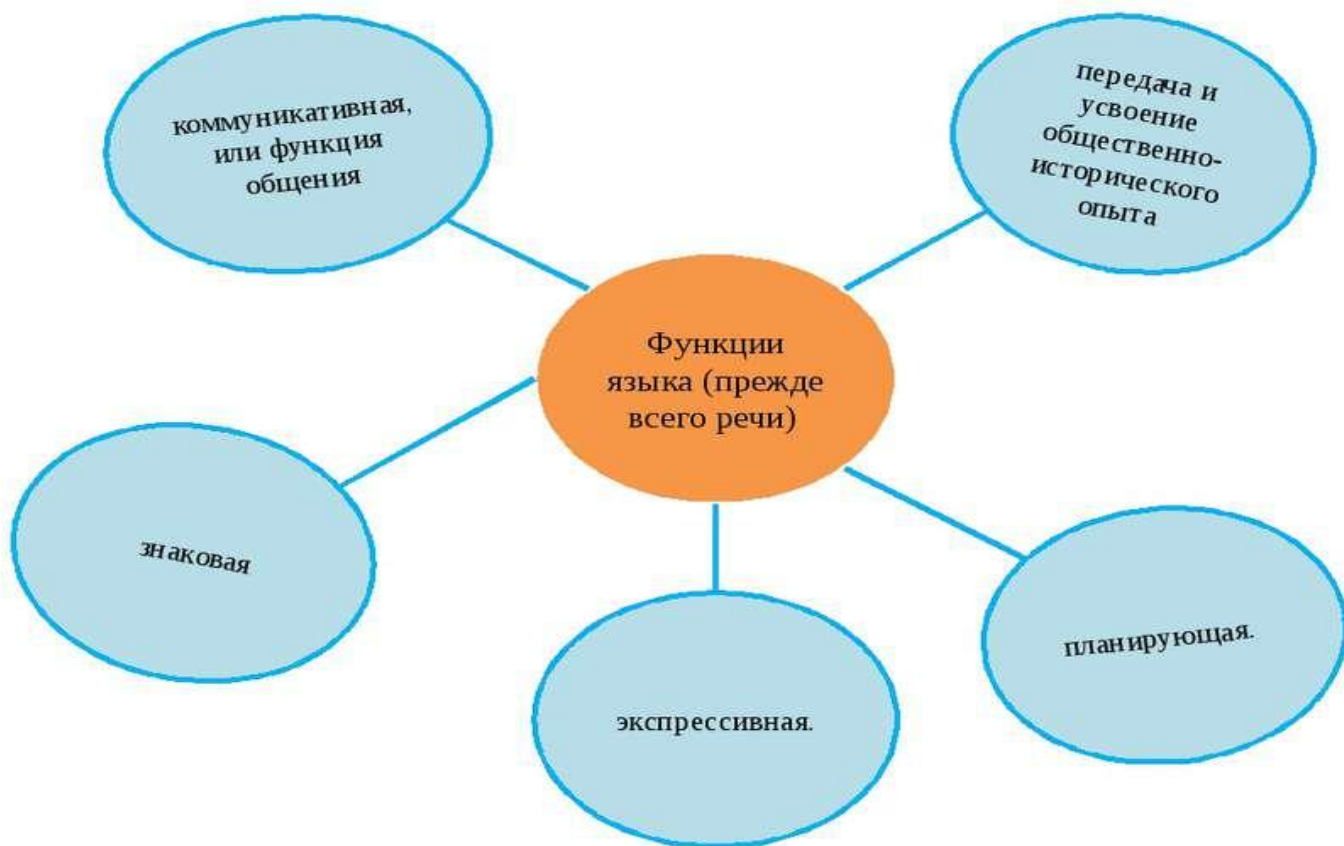 коммуникативная,
или функция
общения
передача и
усвоение
общественно-
исторического
опыта
Функции
языка (прежде
всего речи)
знаковая
планирующая.
экспрессивная.